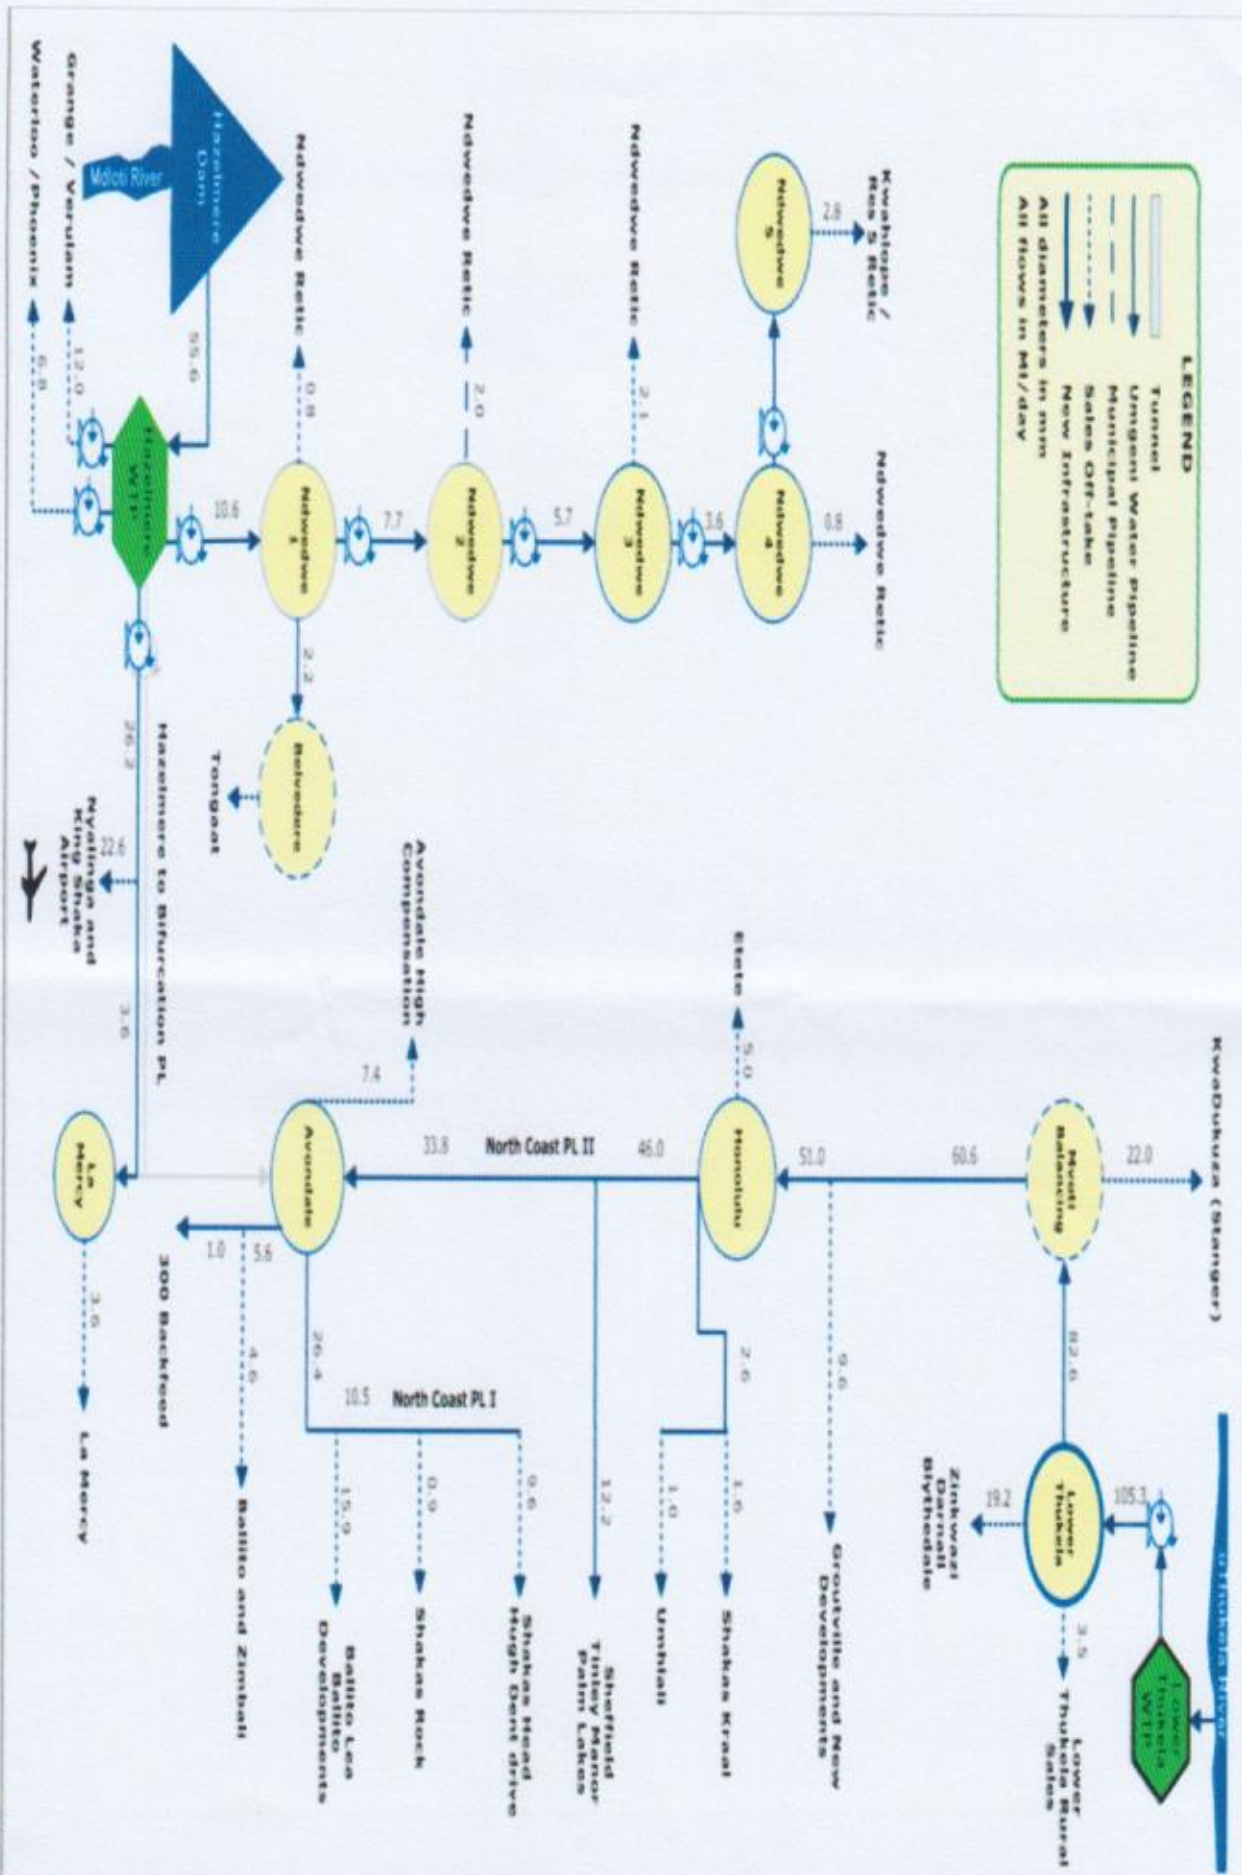 LEGEND
Tunnel
Umgeni Water Pipeline
Municipal Pipeline
Sales Off-take
New Infrastructure
All diameters in mm
All flows in Ml/day
Kwahlope /
Res 5 Retic
2.8
Ndwedwe
5
Ndwedwe Retic
0.8
Ndwedwe
4
3.6
Ndwedwe Retic
2.1
Ndwedwe
3
5.7
Ndwedwe Retic
2.0
Ndwedwe
2
7.7
Ndwedwe Retic
0.8
Ndwedwe
1
2.2
Belvedere
Tongaat
10.6
Hazelmere
Dam
Mdloti River
55.6
Hazelmere
WTP
Grange / Verulam
12.0
Waterloo / Phoenix
6.8
26.2
Hazelmere to Bifurcation PL
22.6
Nyalinga and
King Shaka
Airport
3.6
La
Mercy
3.6
La Mercy
uThukela River
Lower
Thukela
WTP
105.3
Lower
Thukela
3.5
Lower
Thukela Rural
Sales
19.2
Zinkwazi
Darnall
Blythedale
82.6
KwaDukuza (Stanger)
22.0
Mvoti
Balancing
60.6
9.6
Groutville and New
Developments
51.0
Honolulu
Etete
5.0
2.6
1.6
Shakas Kraal
1.0
Umhlali
46.0
North Coast PL II
33.8
12.2
Sheffield
Tinley Manor
Palm Lakes
Avondale High
Compensation
7.4
Avondale
26.4
10.5
North Coast PL I
9.6
Shakas Head
Hugh Dent drive
0.9
Shakas Rock
15.9
Ballito Lea
Ballito
Developments
5.6
1.0
4.6
Ballito and Zimbali
300 Backfeed